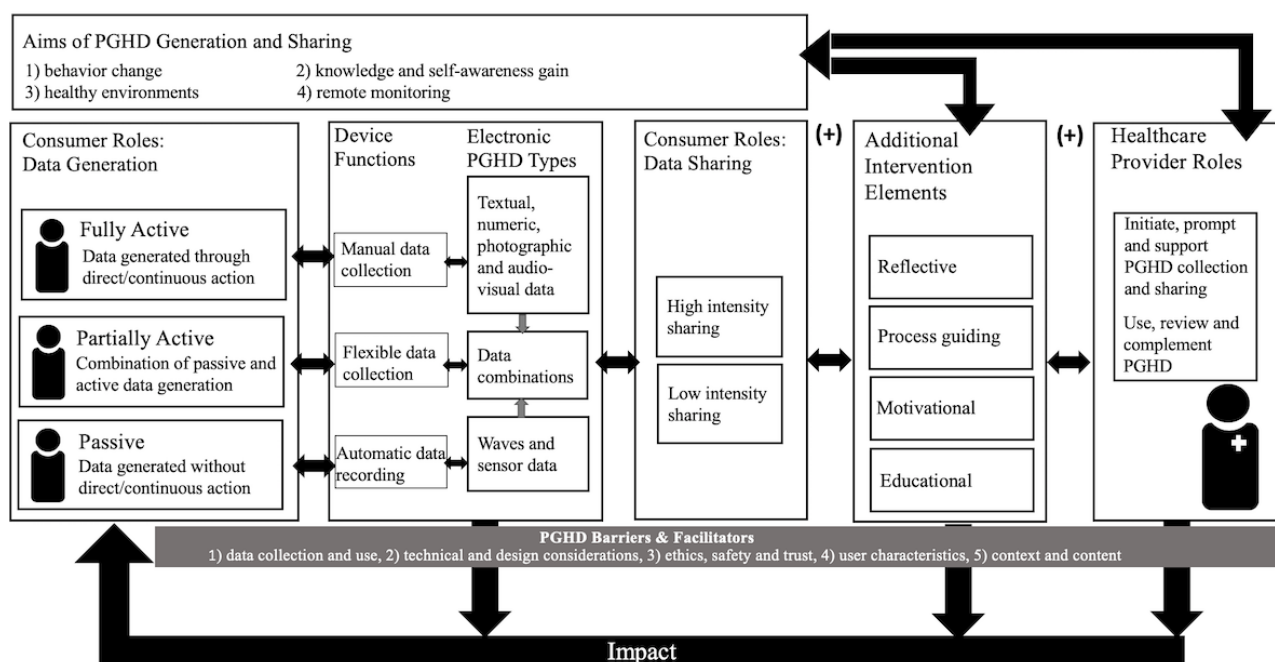 Aims of PGHD Generation and Sharing
1) behavior change
2) knowledge and self-awareness gain
3) healthy environments
4) remote monitoring
Consumer Roles:
Data Generation
Fully Active
Data generated through
direct/continuous action
Partially Active
Combination of passive and
active data generation
Passive
Data generated without
direct/continuous action
Device
Functions
Manual data
collection
Flexible data
collection
Automatic data
recording
Electronic
PGHD Types
Textual,
numeric,
photographic
and audio-
visual data
Data
combinations
Waves and
sensor data
Consumer Roles:
Data Sharing
High intensity
sharing
Low intensity
sharing
(+)
Additional
Intervention
Elements
Reflective
Process guiding
Motivational
Educational
(+)
Healthcare
Provider Roles
Initiate, prompt
and support
PGHD collection
and sharing
Use, review and
complement
PGHD
PGHD Barriers & Facilitators
1) data collection and use, 2) technical and design considerations, 3) ethics, safety and trust, 4) user characteristics, 5) context and content
Impact